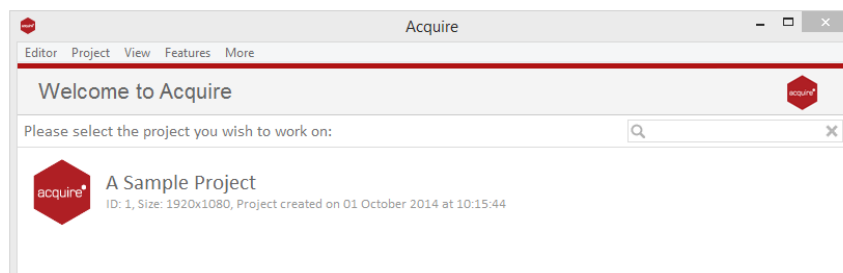 Acquire
Editor Project View Features More
Welcome to Acquire
acquire
Please select the project you wish to work on:
acquire
A Sample Project
ID: 1, Size: 1920x1080, Project created on 01 October 2014 at 10:15:44